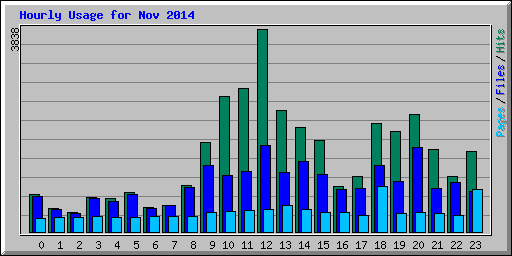 Hourly Usage for Nov 2014
3838
Pages/Files/Hits
0 1 2 3 4 5 6 7 8 9 10 11 12 13 14 15 16 17 18 19 20 21 22 23